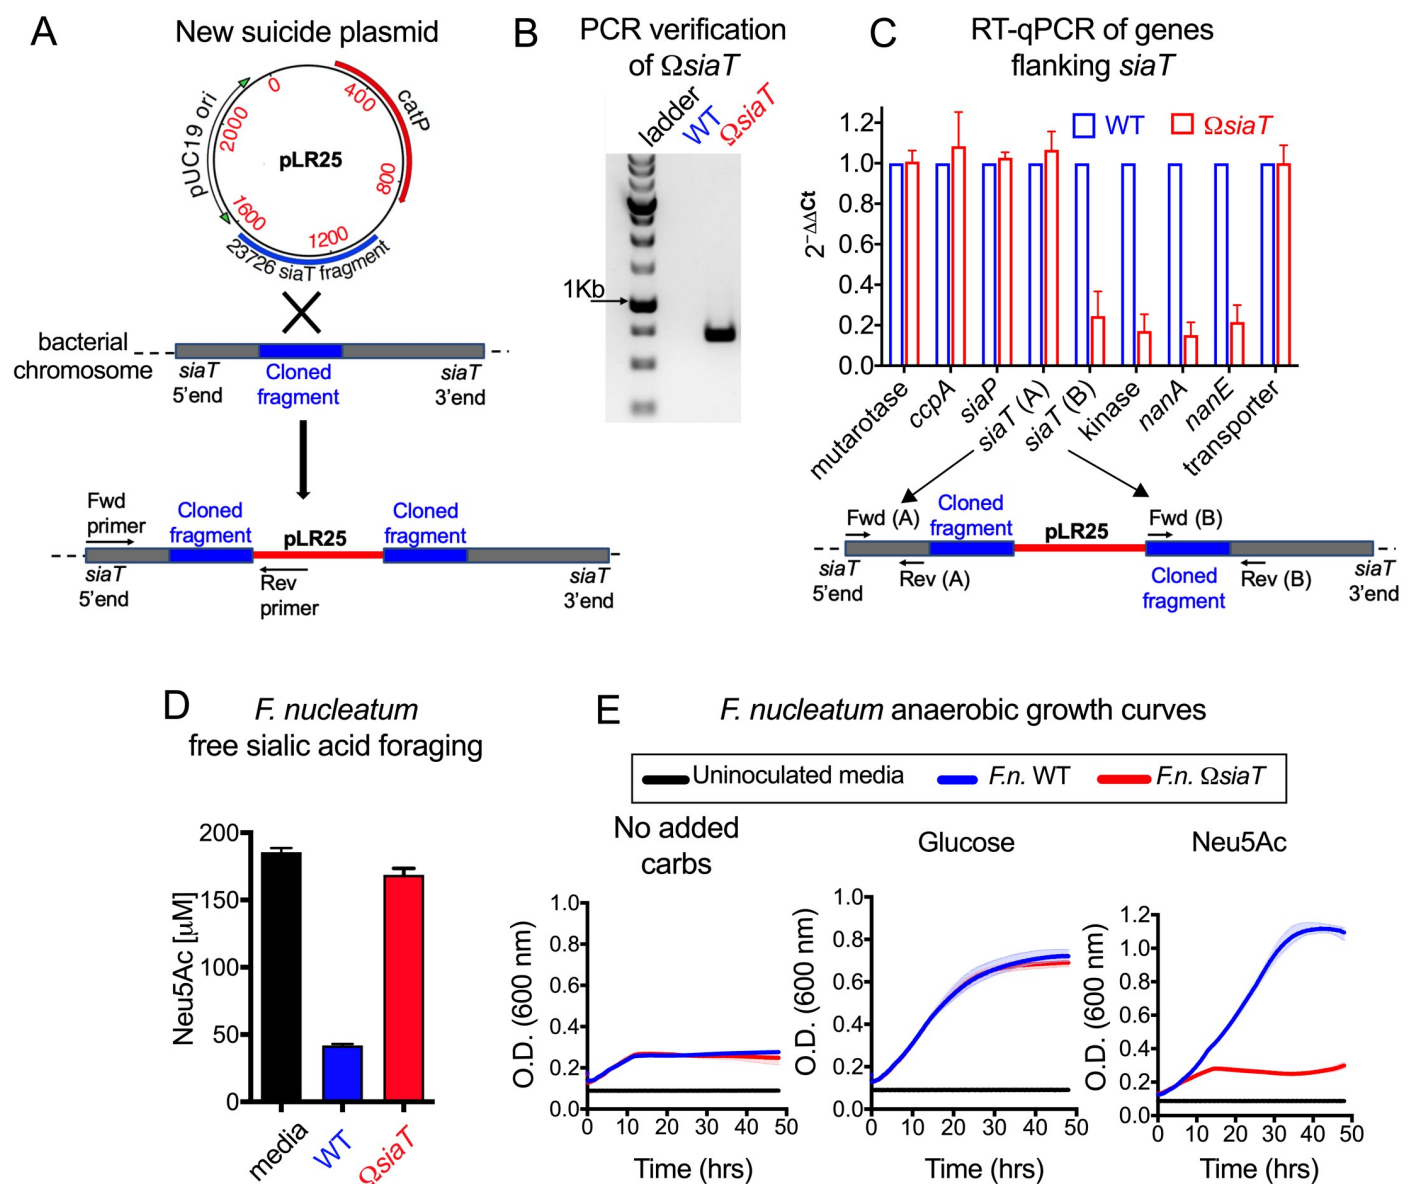 A
New suicide plasmid
pUC19 ori
0
400
catP
800
1200
1600
2000
pLR25
23726 siaT fragment
bacterial
chromosome
siaT
5'end
Cloned
fragment
siaT
3'end
Fwd
primer
Cloned
fragment
pLR25
Cloned
fragment
siaT
5'end
Rev
primer
siaT
3'end
B
PCR verification
of ΩsiaT
ladder
WT
ΩsiaT
1Kb
C
RT-qPCR of genes
flanking siaT
WT
ΩsiaT
2−ΔΔCt
1.2
1.0
0.8
0.6
0.4
0.2
0.0
mutarotase
ccpA
siaP
siaT (A)
siaT (B)
kinase
nanA
nanE
transporter
Fwd (A)
Cloned
fragment
pLR25
Fwd (B)
siaT
5'end
Rev (A)
Cloned
fragment
Rev (B)
siaT
3'end
D
F. nucleatum
free sialic acid foraging
Neu5Ac [µM]
200
150
100
50
0
media
WT
ΩsiaT
E
F. nucleatum anaerobic growth curves
Uninoculated media
F.n. WT
F.n. ΩsiaT
No added
carbs
O.D. (600 nm)
1.0
0.8
0.6
0.4
0.2
0.0
0 10 20 30 40 50
Time (hrs)
Glucose
O.D. (600 nm)
1.0
0.8
0.6
0.4
0.2
0.0
0 10 20 30 40 50
Time (hrs)
Neu5Ac
O.D. (600 nm)
1.2
1.0
0.8
0.6
0.4
0.2
0.0
0 10 20 30 40 50
Time (hrs)